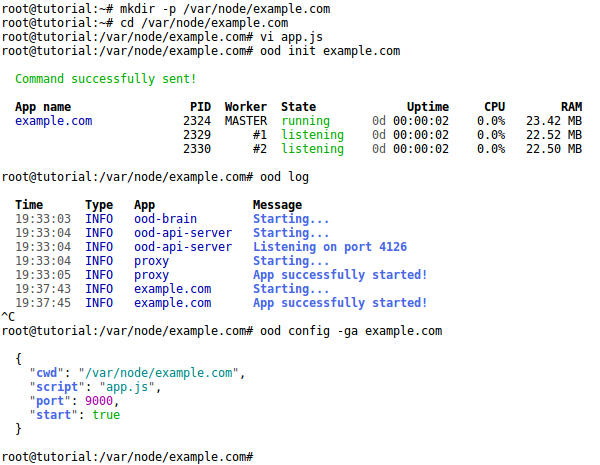 root@tutorial:~# mkdir -p /var/node/example.com
root@tutorial:~# cd /var/node/example.com
root@tutorial:/var/node/example.com# vi app.js
root@tutorial:/var/node/example.com# ood init example.com
Command successfully sent!
App name PID Worker State Uptime CPU RAM
example.com 2324 MASTER running 0d 00:00:02 0.0% 23.42 MB
2329 #1 listening 0d 00:00:02 0.0% 22.52 MB
2330 #2 listening 0d 00:00:02 0.0% 22.50 MB
root@tutorial:/var/node/example.com# ood log
Time Type App Message
19:33:03 INFO ood-brain Starting...
19:33:04 INFO ood-api-server Starting...
19:33:04 INFO ood-api-server Listening on port 4126
19:33:04 INFO proxy Starting...
19:33:05 INFO proxy App successfully started!
19:37:43 INFO example.com Starting...
19:37:45 INFO example.com App successfully started!
^C
root@tutorial:/var/node/example.com# ood config -ga example.com
{
"cwd": "/var/node/example.com",
"script": "app.js",
"port": 9000,
"start": true
}
root@tutorial:/var/node/example.com#